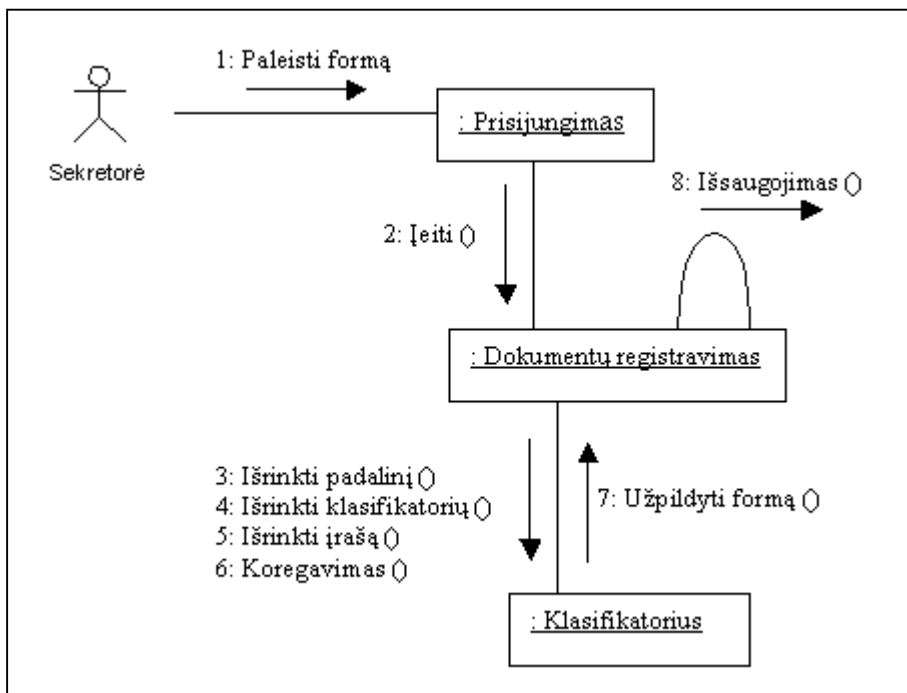 1: Paleisti formą
: Prisijungimas
Sekretorė
8: Išsaugojimas ()
2: Įeiti ()
: Dokumentų registravimas
3: Išrinkti padalinį ()
4: Išrinkti klasifikatorių ()
5: Išrinkti įrašą ()
6: Koregavimas ()
7: Užpildyti formą ()
: Klasifikatorius